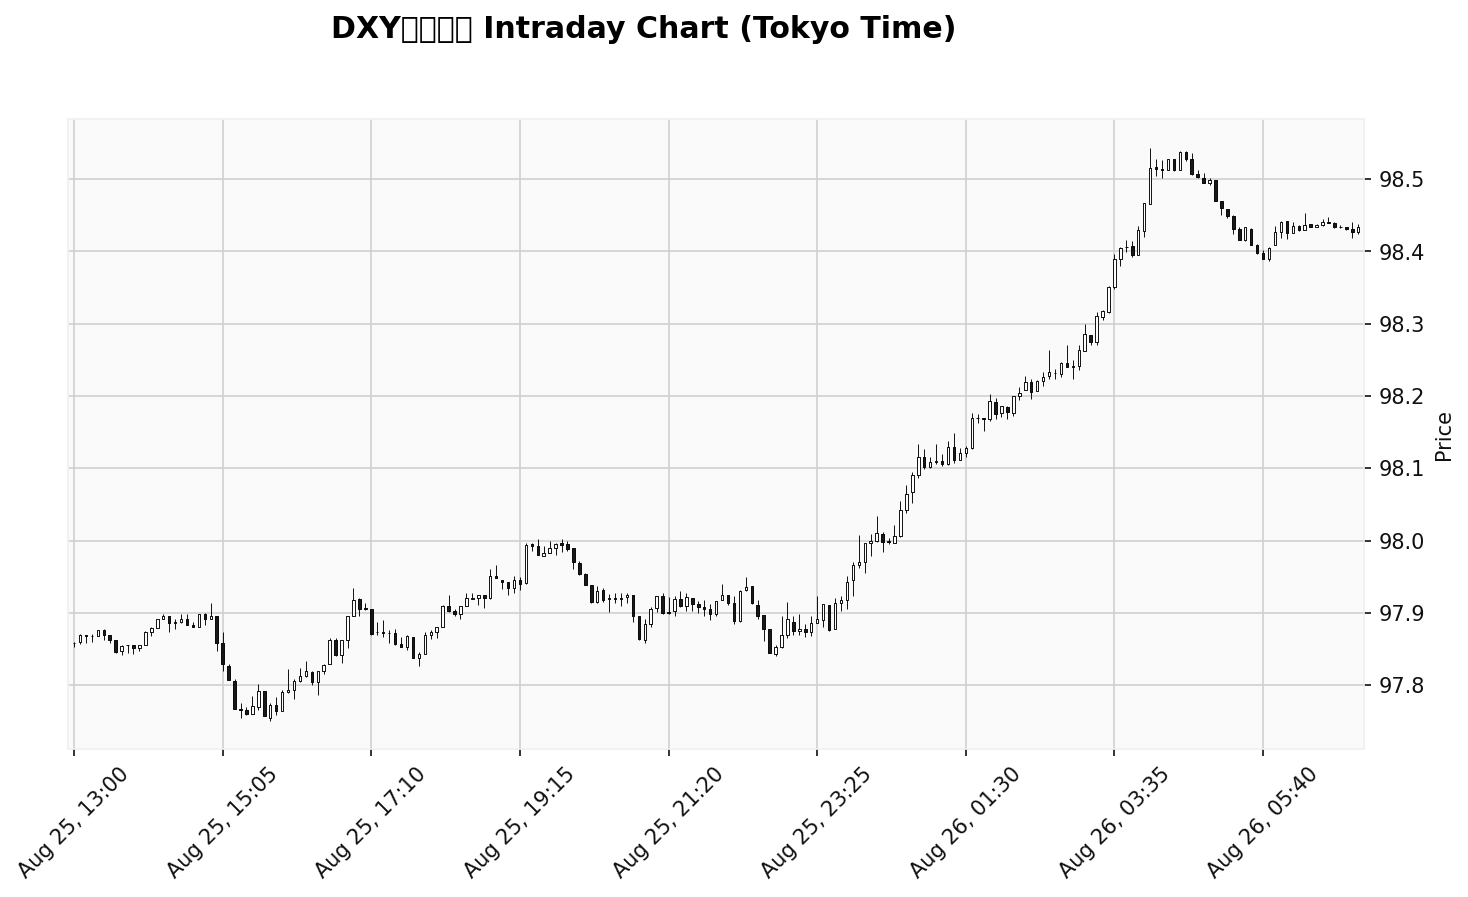 DXY Intraday Chart (Tokyo Time)
98.5
98.4
98.3
98.2
98.1
98.0
97.9
97.8
Price
Aug 25, 13:00
Aug 25, 15:05
Aug 25, 17:10
Aug 25, 19:15
Aug 25, 21:20
Aug 25, 23:25
Aug 26, 01:30
Aug 26, 03:35
Aug 26, 05:40